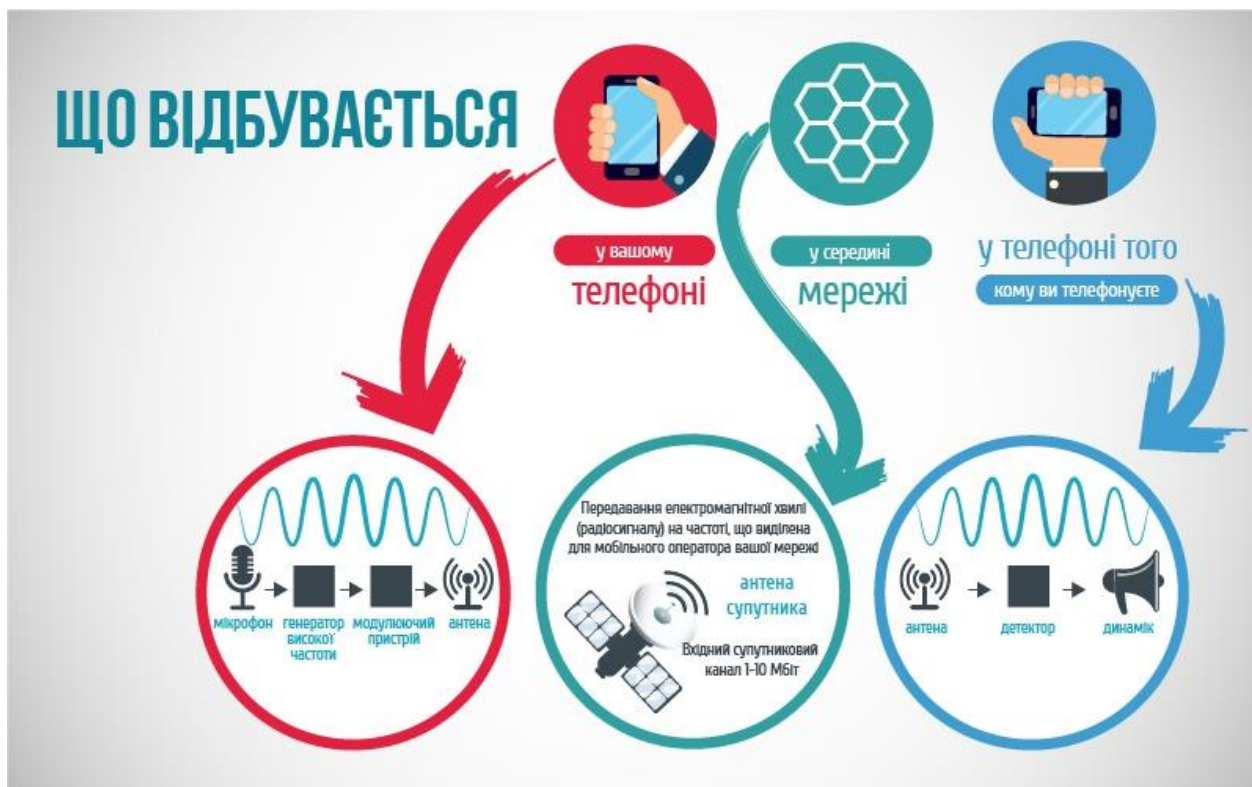 ЩО ВІДБУВАЄТЬСЯ
у вашому
телефоні
у середині
мережі
у телефоні того
кому ви телефонуєте
мікрофон
генератор
високої
частоти
модулюючий
пристрій
антена
Передавання електромагнітної хвилі
(радіосигналу) на частоті, що виділена
для мобільного оператора вашої мережі
антена
супутника
Вхідний супутниковий
канал 1-10 Мбіт
антена
детектор
динамік